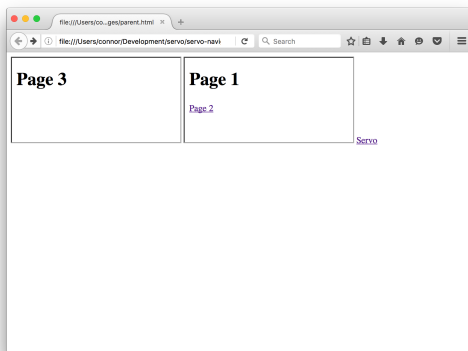 file:///Users/co...ges/parent.html
file:///Users/connor/Development/servo/servo-navi
Search
Page 3
Page 1
Page 2
Servo